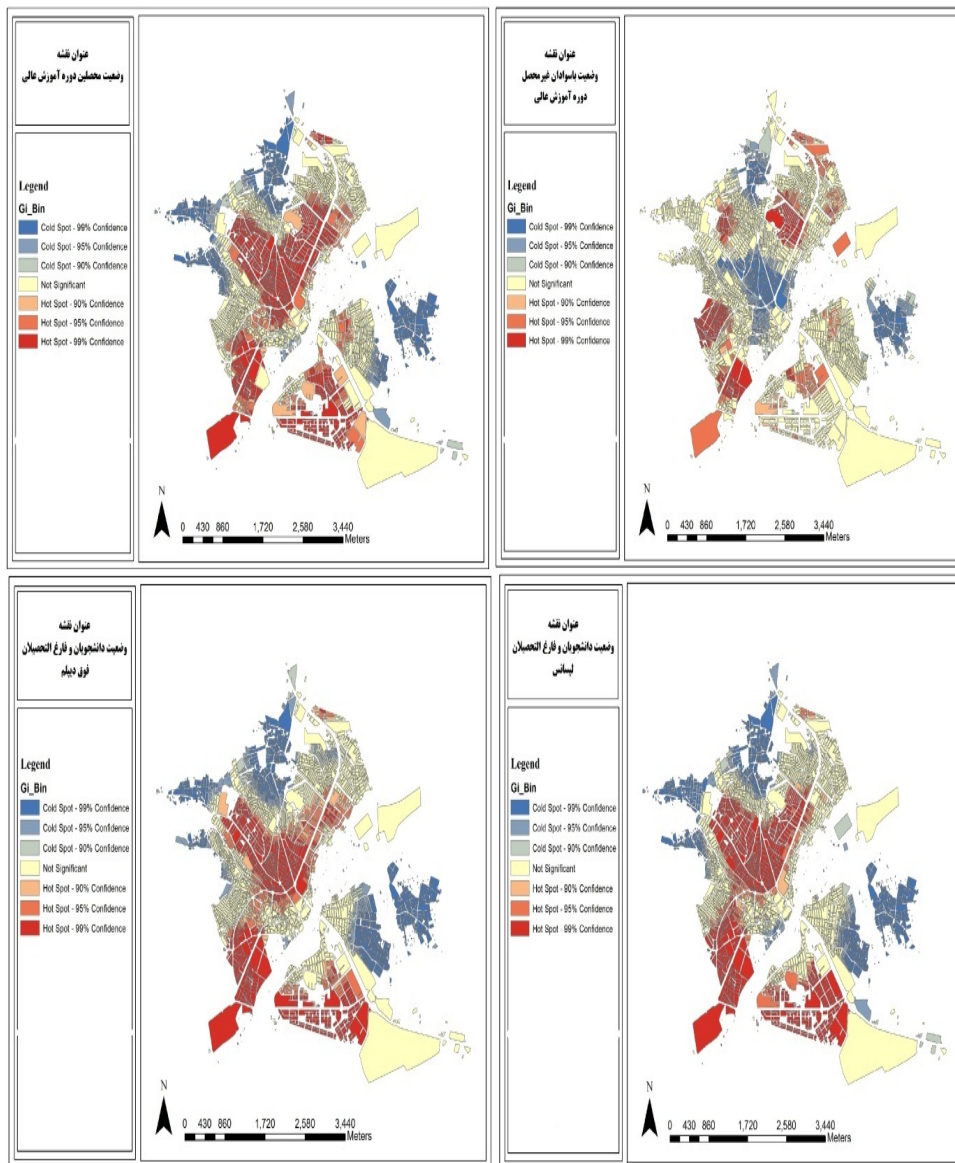 عنوان نقشه
وضعیت محصلین دوره آموزش عالی
Legend
Gi_Bin
Cold Spot - 99% Confidence
Cold Spot - 95% Confidence
Cold Spot - 90% Confidence
Not Significant
Hot Spot - 90% Confidence
Hot Spot - 95% Confidence
Hot Spot - 99% Confidence
N
0 430 860 1,720 2,580 3,440
Meters
عنوان نقشه
وضعیت باسوادان غیرمحصل
دوره آموزش عالی
Legend
Gi_Bin
Cold Spot - 99% Confidence
Cold Spot - 95% Confidence
Cold Spot - 90% Confidence
Not Significant
Hot Spot - 90% Confidence
Hot Spot - 95% Confidence
Hot Spot - 99% Confidence
N
0 430 860 1,720 2,580 3,440
Meters
عنوان نقشه
وضعیت دانشجویان و فارغ التحصیلان
فوق دیپلم
Legend
Gi_Bin
Cold Spot - 99% Confidence
Cold Spot - 95% Confidence
Cold Spot - 90% Confidence
Not Significant
Hot Spot - 90% Confidence
Hot Spot - 95% Confidence
Hot Spot - 99% Confidence
N
0 430 860 1,720 2,580 3,440
Meters
عنوان نقشه
وضعیت دانشجویان و فارغ التحصیلان
لیسانس
Legend
Gi_Bin
Cold Spot - 99% Confidence
Cold Spot - 95% Confidence
Cold Spot - 90% Confidence
Not Significant
Hot Spot - 90% Confidence
Hot Spot - 95% Confidence
Hot Spot - 99% Confidence
N
0 430 860 1,720 2,580 3,440
Meters